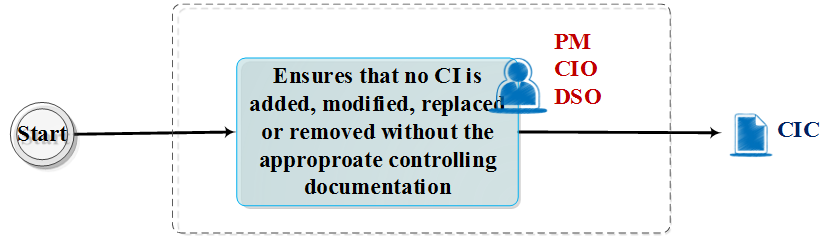 Start
Ensures that no CI is
added, modified, replaced
or removed without the
approproate controlling
documentation
PM
CIO
DSO
CIC